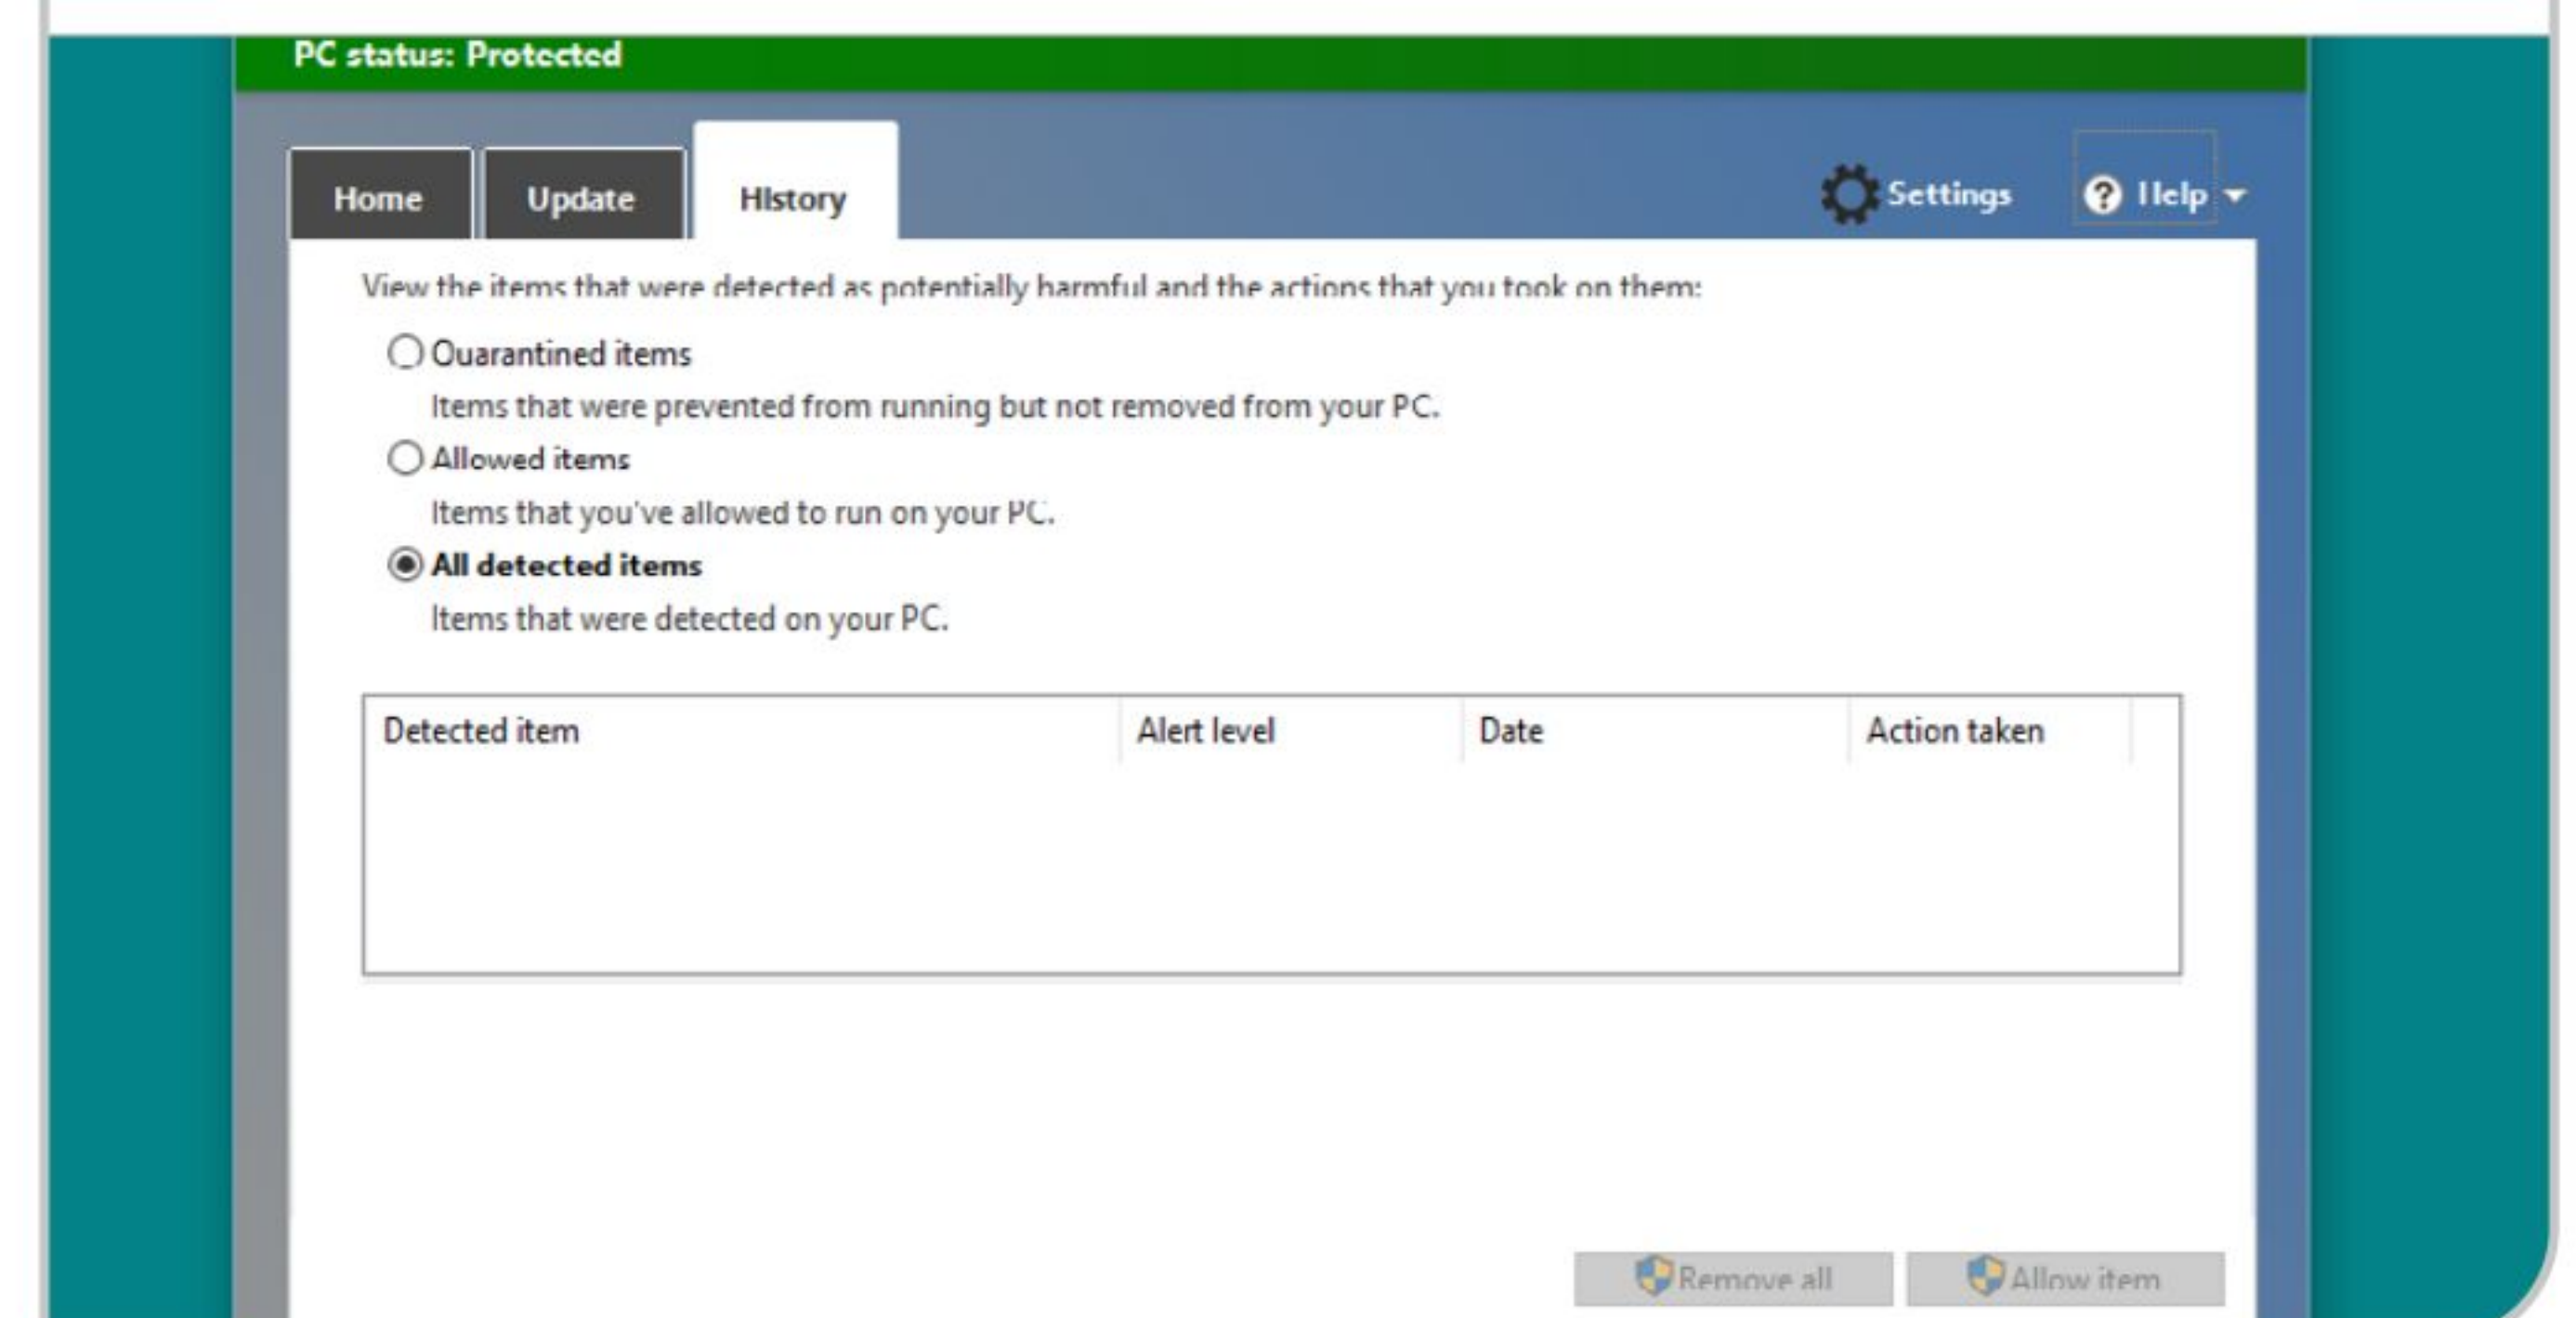 PC status: Protected
Home Update History Settings Help
View the items that were detected as potentially harmful and the actions that you took on them:
Quarantined items
Items that were prevented from running but not removed from your PC.
Allowed items
Items that you've allowed to run on your PC.
All detected items
Items that were detected on your PC.
Detected item Alert level Date Action taken
Remove all Allow item